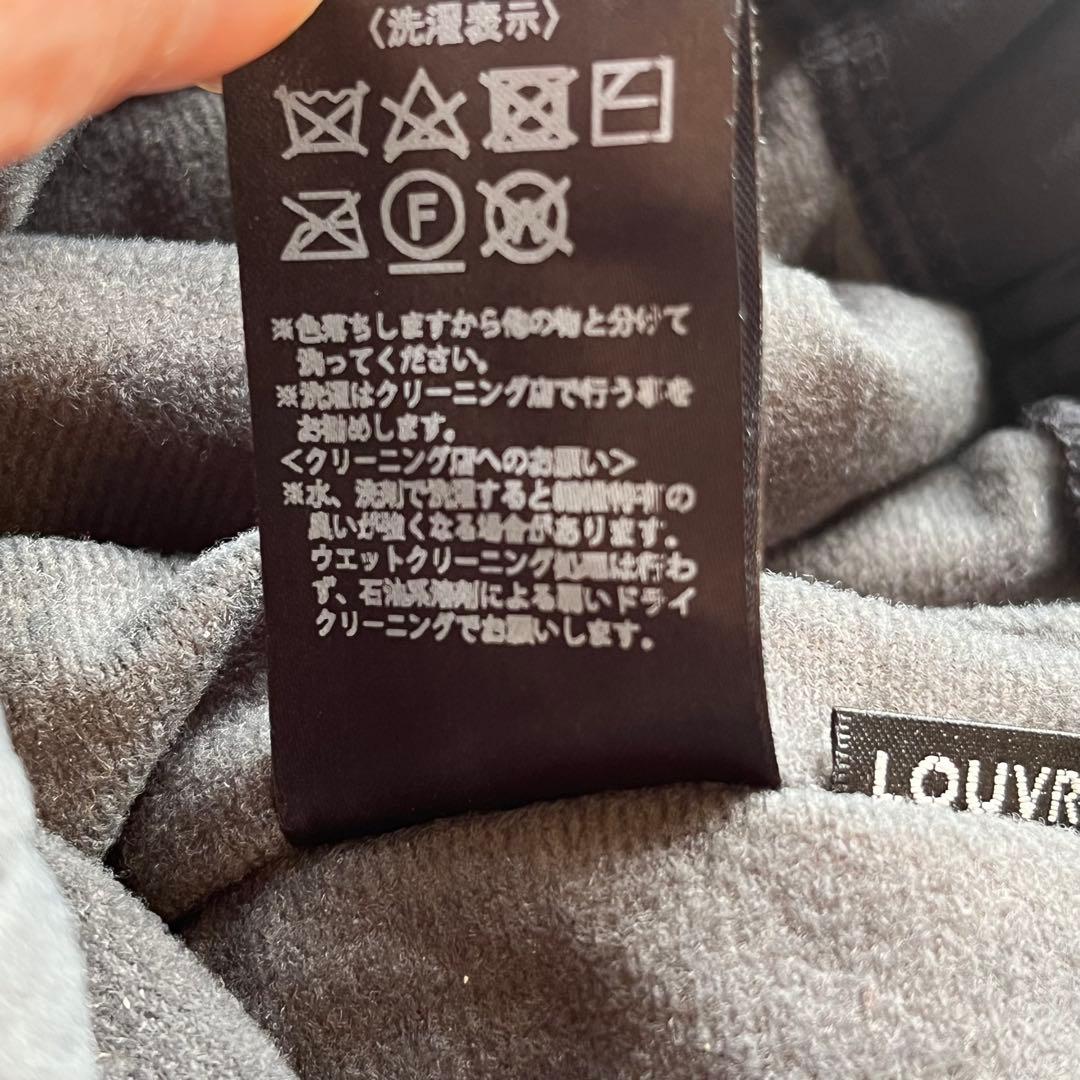 〈洗濯表示〉
F
W
※色落ちしますから他の物と分けて
洗ってください。
※洗濯はクリーニング店で行う事を
お勧めします。
<クリーニング店へのお願い>
※水、洗剤で洗濯すると の
臭いが強くなる場合があります。
ウエットクリーニング処理は行わ
ず、石油系溶剤による弱いドライ
クリーニングでお願いします。
LOUVR